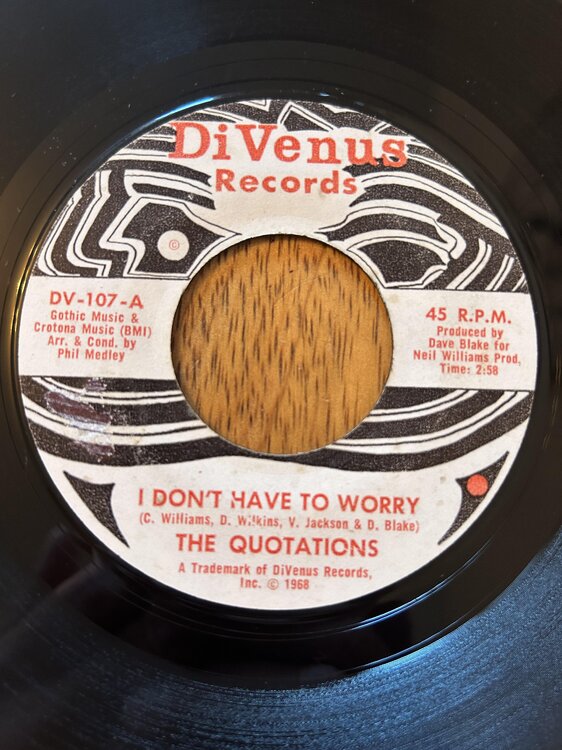 DiVenus
Records
©
DV-107-A
Gothic Music &
Crotona Music (BMI)
Arr. & Cond. by
Phil Medley
45 R.P.M.
Produced by
Dave Blake for
Neil Williams Prod,
Time: 2:58
I DON'T HAVE TO WORRY
(C. Williams, D. Wilkins, V. Jackson & D. Blake)
THE QUOTATIONS
A Trademark of DiVenus Records,
Inc. © 1968